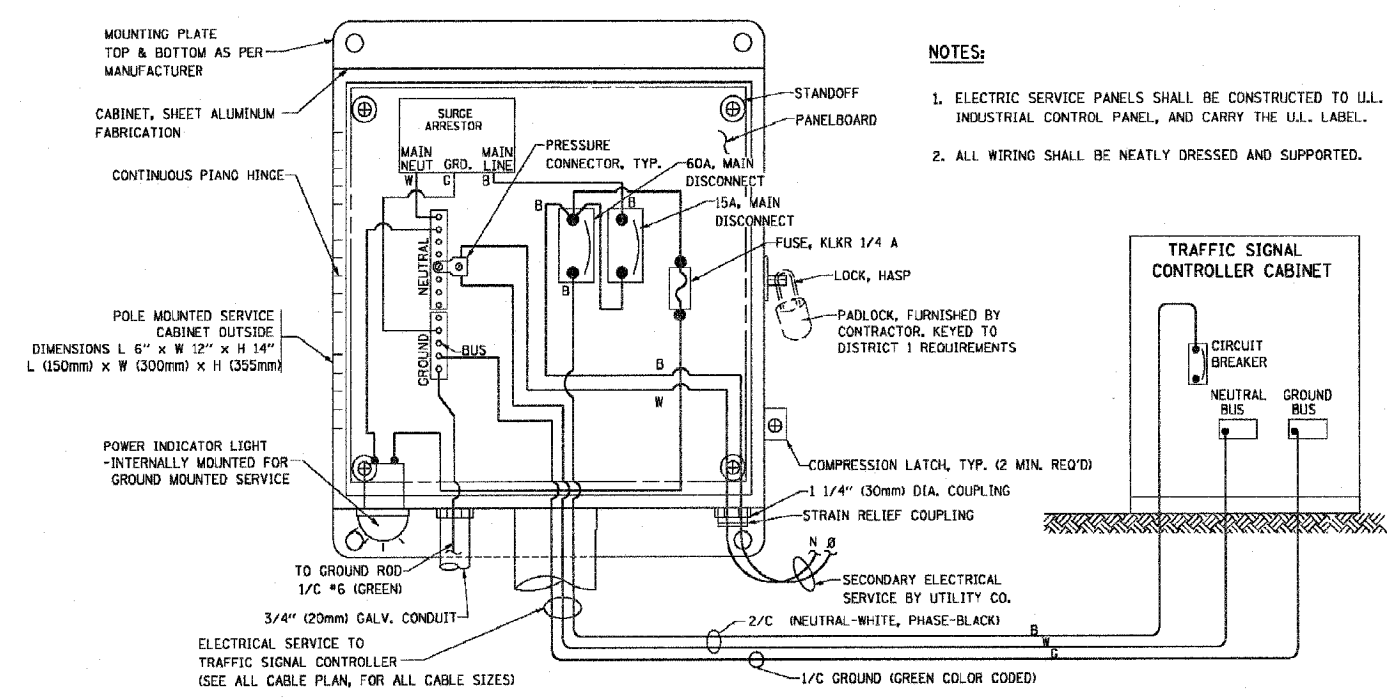 MOUNTING PLATE
TOP & BOTTOM AS PER
MANUFACTURER
CABINET, SHEET ALUMINUM
FABRICATION
CONTINUOUS PIANO HINGE
POLE MOUNTED SERVICE
CABINET OUTSIDE
DIMENSIONS L 6" x W 12" x H 14"
L (150mm) x W (300mm) x H (355mm)
POWER INDICATOR LIGHT
-INTERNALLY MOUNTED FOR
GROUND MOUNTED SERVICE
SURGE
ARRESTOR
MAIN
NEUT
GRD.
MAIN
LINE
W
G
B
PRESSURE
CONNECTOR, TYP.
NEUTRAL
GROUND
BUS
STANDOFF
PANELBOARD
60A, MAIN
DISCONNECT
15A, MAIN
DISCONNECT
B
B
B
FUSE, KLKR 1/4 A
LOCK, HASP
PADLOCK, FURNISHED BY
CONTRACTOR. KEYED TO
DISTRICT 1 REQUIREMENTS
B
W
COMPRESSION LATCH, TYP. (2 MIN. REQ'D)
1 1/4" (30mm) DIA. COUPLING
STRAIN RELIEF COUPLING
N Ø
SECONDARY ELECTRICAL
SERVICE BY UTILITY CO.
TO GROUND ROD
1/C #6 (GREEN)
3/4" (20mm) GALV. CONDUIT
ELECTRICAL SERVICE TO
TRAFFIC SIGNAL CONTROLLER
(SEE ALL CABLE PLAN, FOR ALL CABLE SIZES)
2/C (NEUTRAL-WHITE, PHASE-BLACK)
B
W
G
1/C GROUND (GREEN COLOR CODED)
NOTES:
1. ELECTRIC SERVICE PANELS SHALL BE CONSTRUCTED TO U.L.
INDUSTRIAL CONTROL PANEL, AND CARRY THE U.L. LABEL.
2. ALL WIRING SHALL BE NEATLY DRESSED AND SUPPORTED.
TRAFFIC SIGNAL
CONTROLLER CABINET
CIRCUIT
BREAKER
NEUTRAL
BUS
GROUND
BUS